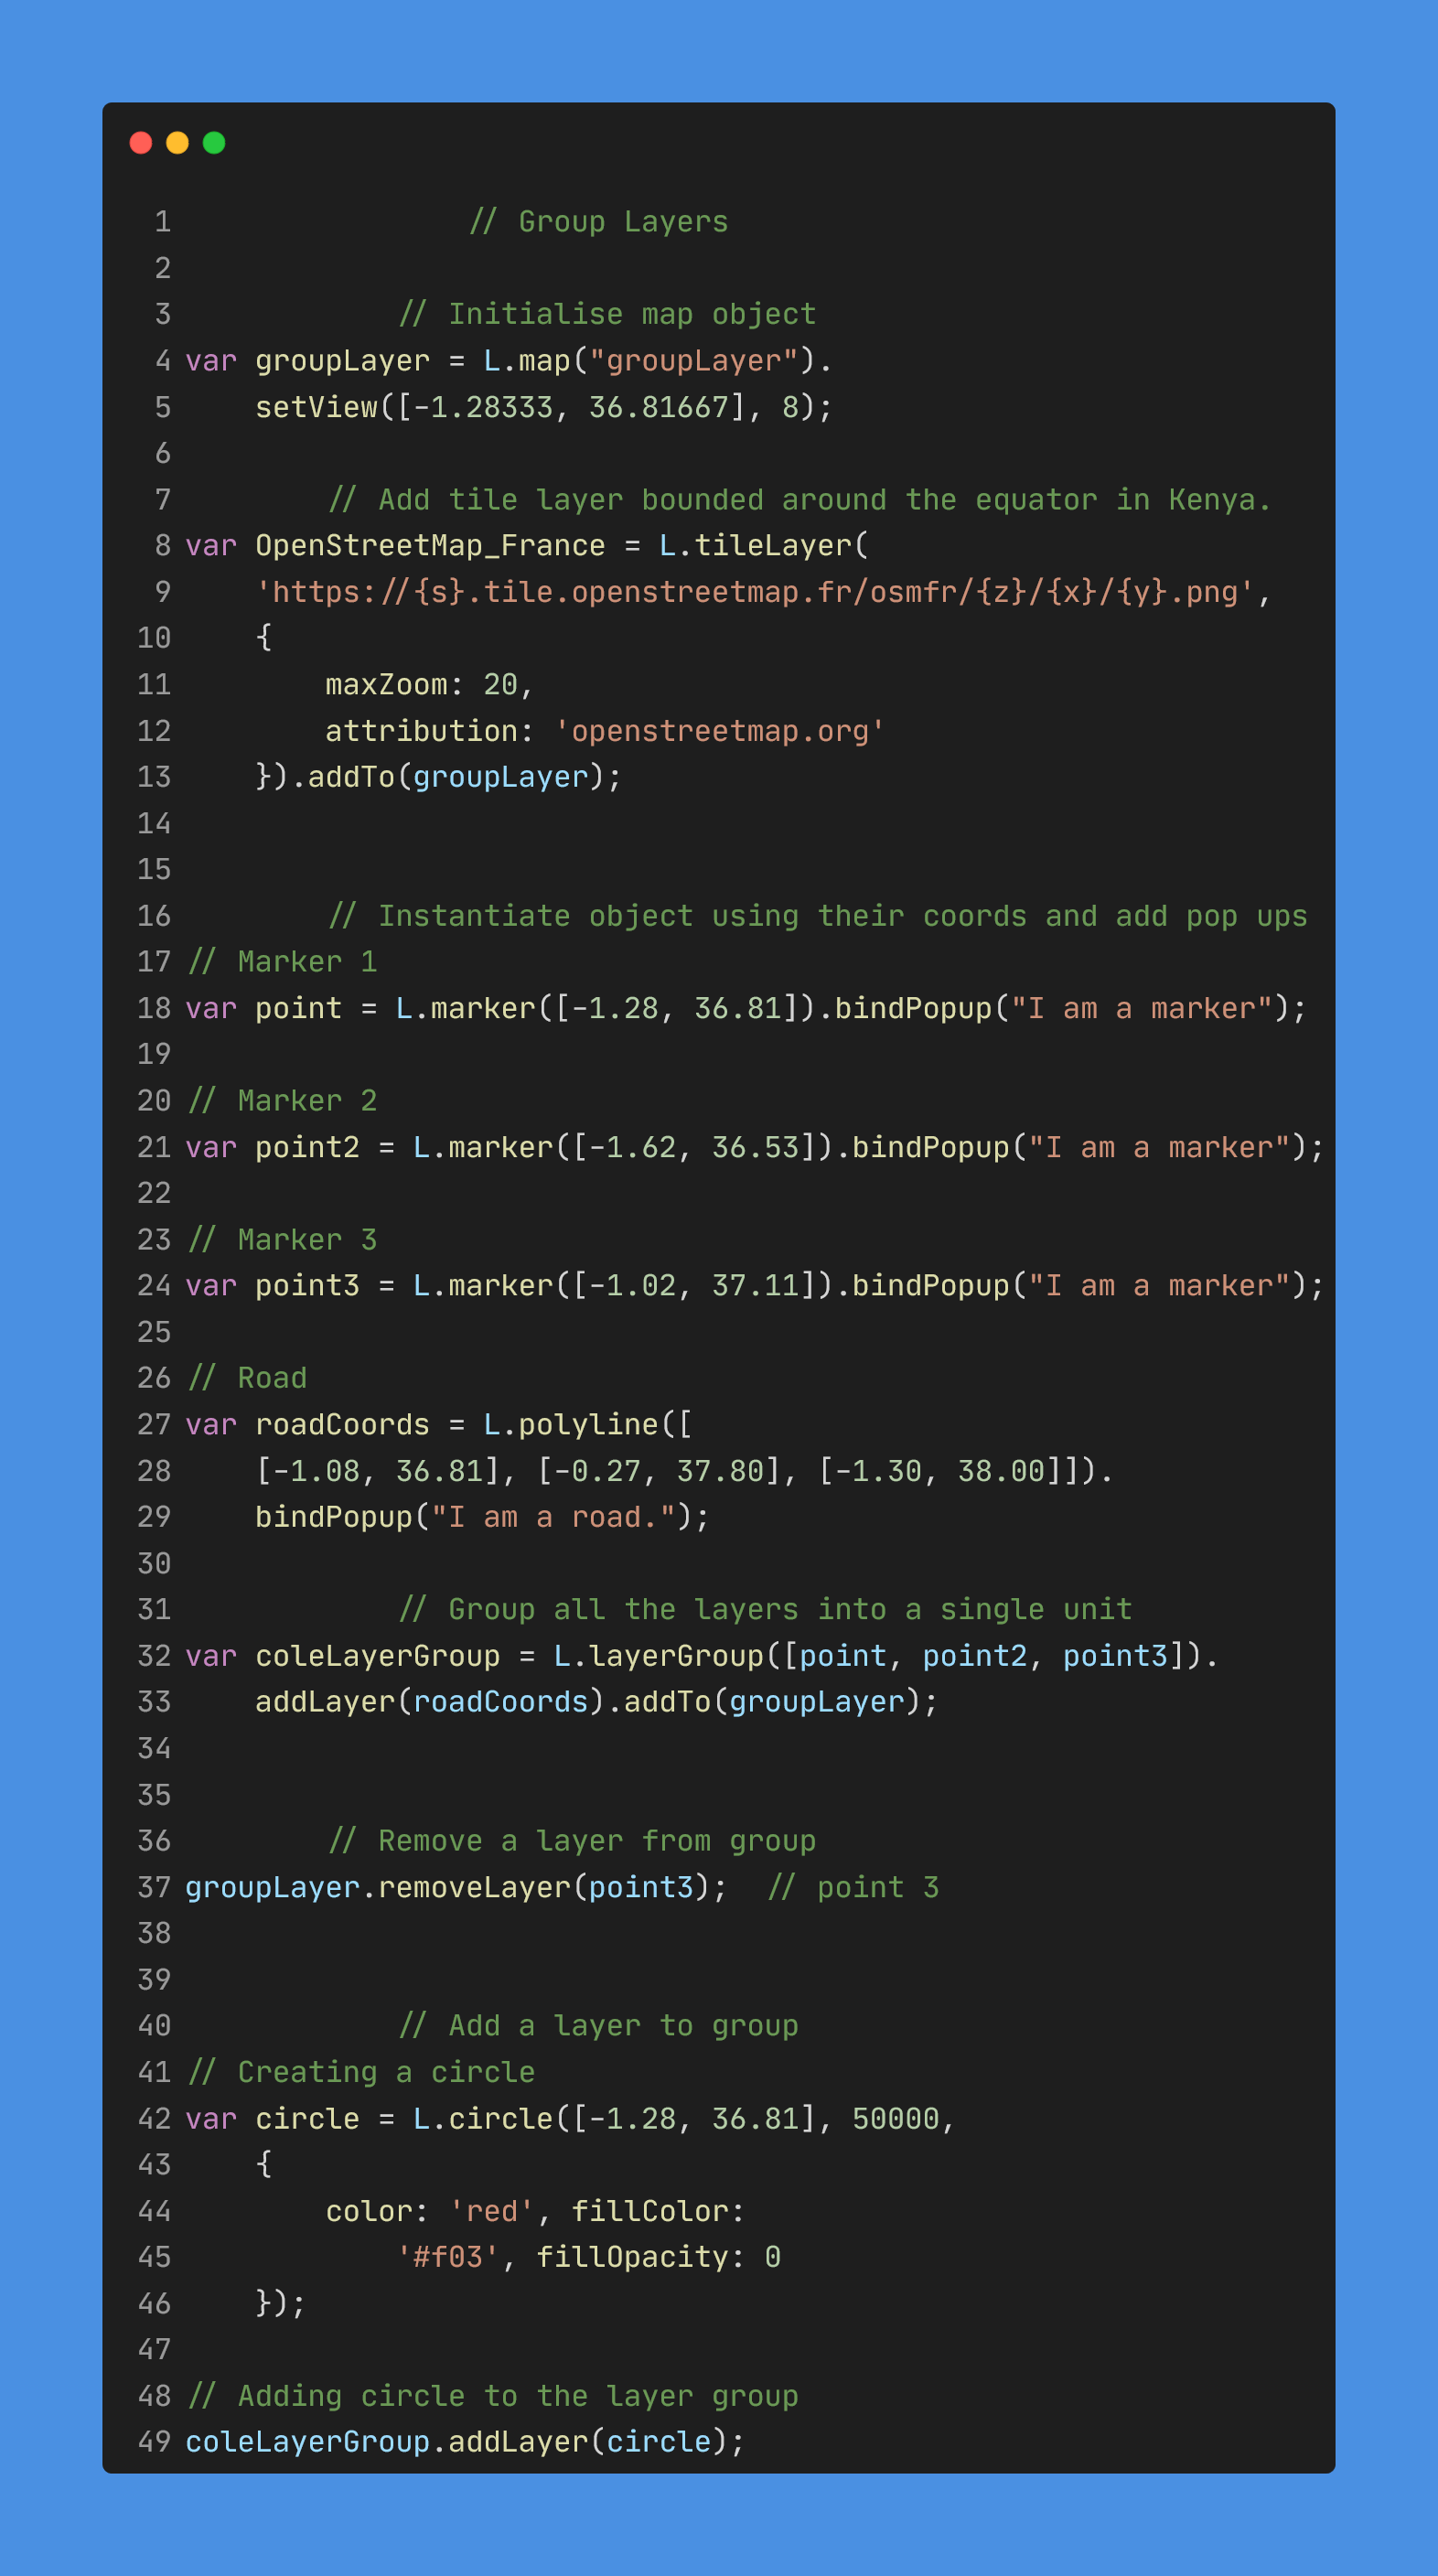 1 // Group Layers
2
3 // Initialise map object
4 var groupLayer = L.map("groupLayer").
5     setView([-1.28333, 36.81667], 8);
6
7 // Add tile layer bounded around the equator in Kenya.
8 var OpenStreetMap_France = L.tileLayer(
9     'https://{s}.tile.openstreetmap.fr/osmfr/{z}/{x}/{y}.png',
10     {
11         maxZoom: 20,
12         attribution: 'openstreetmap.org'
13     }).addTo(groupLayer);
14
15
16 // Instantiate object using their coords and add pop ups
17 // Marker 1
18 var point = L.marker([-1.28, 36.81]).bindPopup("I am a marker");
19
20 // Marker 2
21 var point2 = L.marker([-1.62, 36.53]).bindPopup("I am a marker");
22
23 // Marker 3
24 var point3 = L.marker([-1.02, 37.11]).bindPopup("I am a marker");
25
26 // Road
27 var roadCoords = L.polyline([
28     [-1.08, 36.81], [-0.27, 37.80], [-1.30, 38.00]]).
29     bindPopup("I am a road.");
30
31 // Group all the layers into a single unit
32 var coleLayerGroup = L.layerGroup([point, point2, point3]).
33     addLayer(roadCoords).addTo(groupLayer);
34
35
36 // Remove a layer from group
37 groupLayer.removeLayer(point3);  // point 3
38
39
40 // Add a layer to group
41 // Creating a circle
42 var circle = L.circle([-1.28, 36.81], 50000,
43     {
44         color: 'red', fillColor:
45             '#f03', fillOpacity: 0
46     });
47
48 // Adding circle to the layer group
49 coleLayerGroup.addLayer(circle);